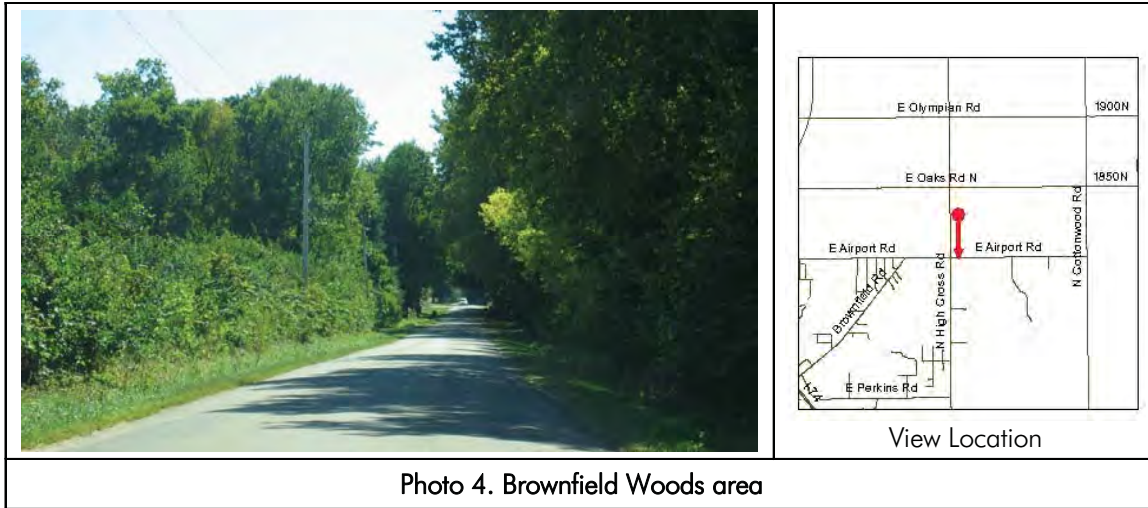 E Olympian Rd
1900N
E Oaks Rd N
1850N
N Cottonwood Rd
E Airport Rd
E Airport Rd
Brownfield Rd
N High Cross Rd
E Perkins Rd
I 74
View Location
Photo 4. Brownfield Woods area